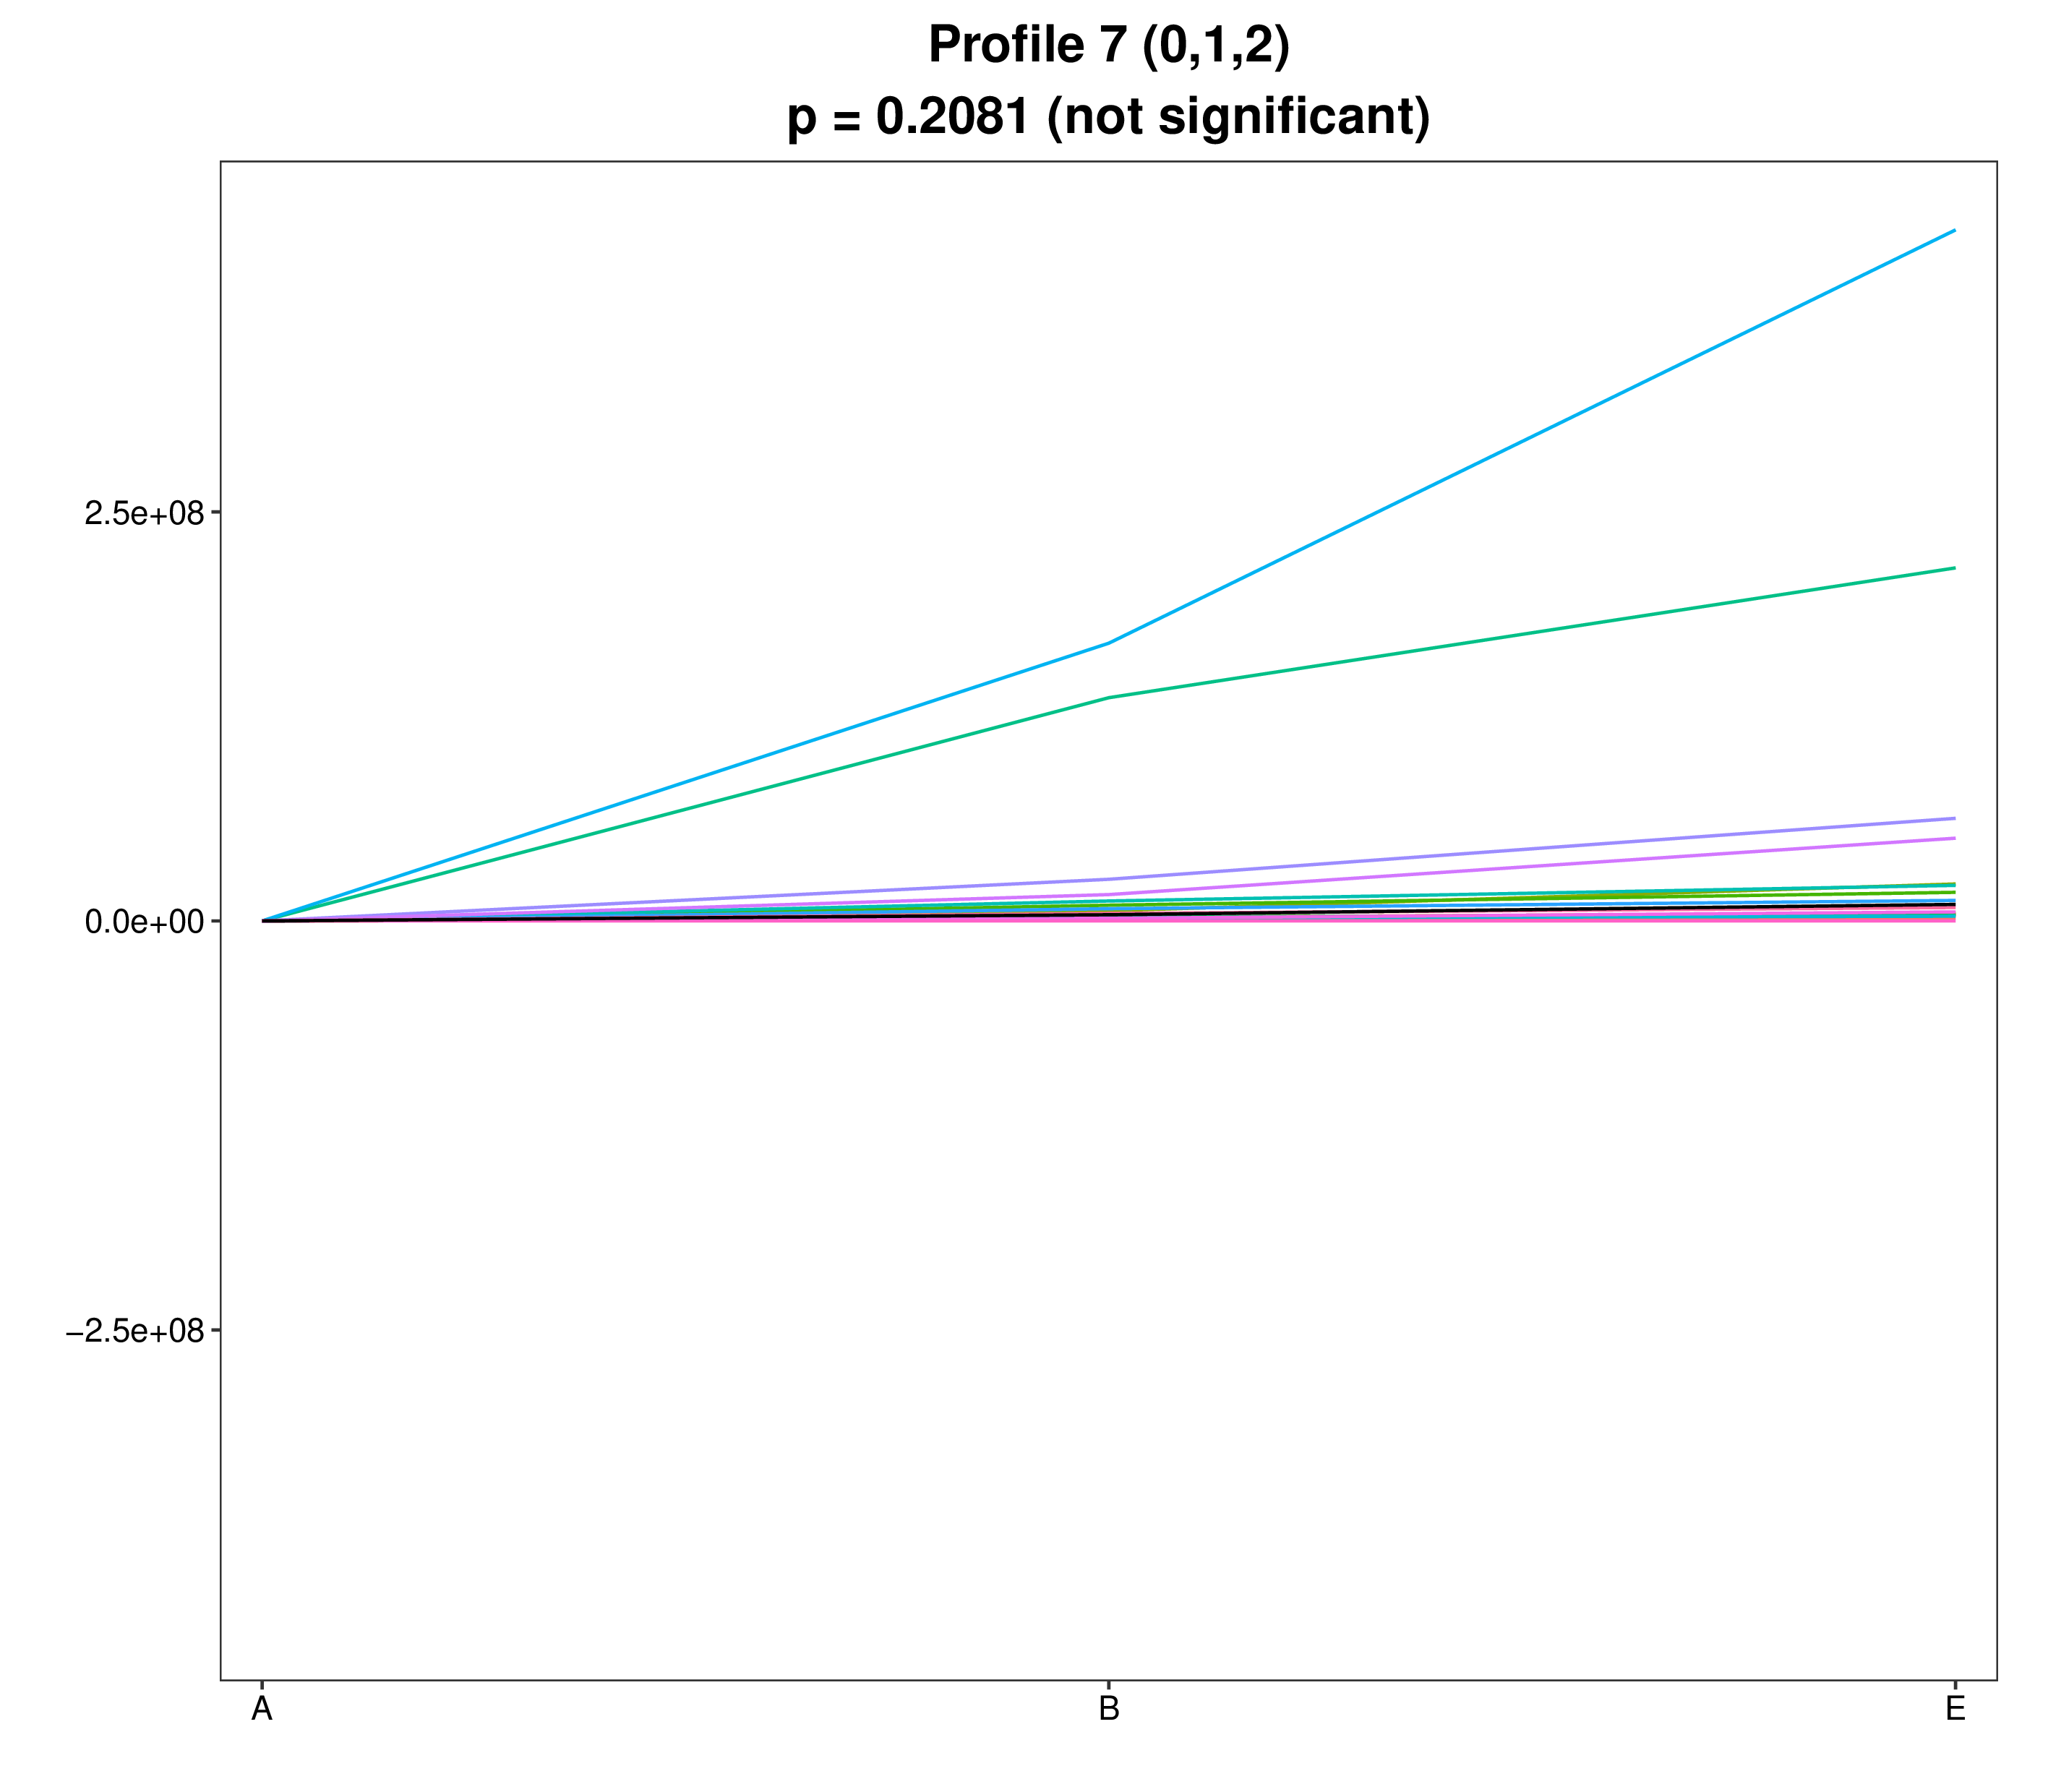 Profile 7 (0,1,2)
p = 0.2081 (not significant)
2.5e+08
0.0e+00
−2.5e+08
A
B
E